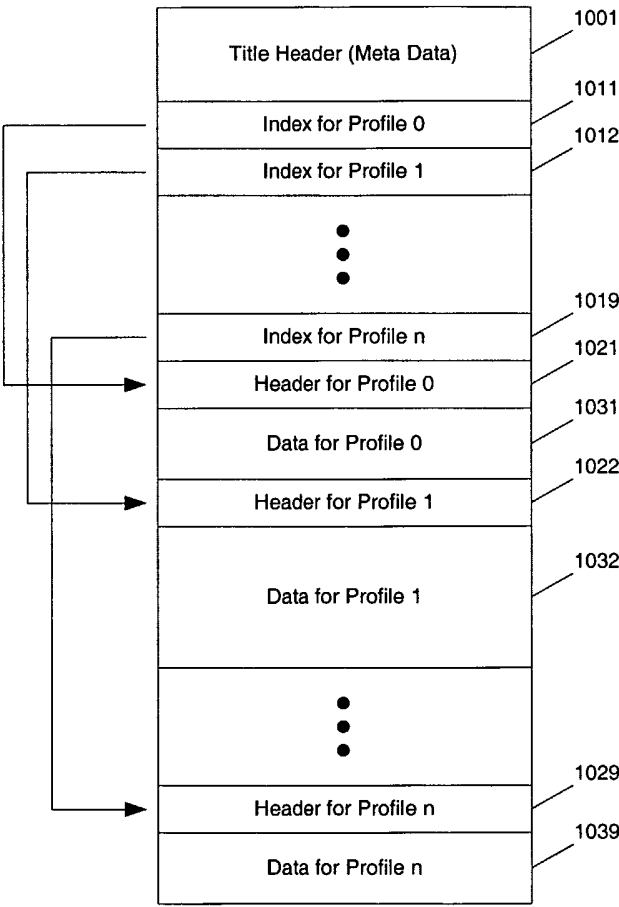 1001
Title Header (Meta Data)
1011
Index for Profile 0
1012
Index for Profile 1
1019
Index for Profile n
1021
Header for Profile 0
1031
Data for Profile 0
1022
Header for Profile 1
1032
Data for Profile 1
1029
Header for Profile n
1039
Data for Profile n